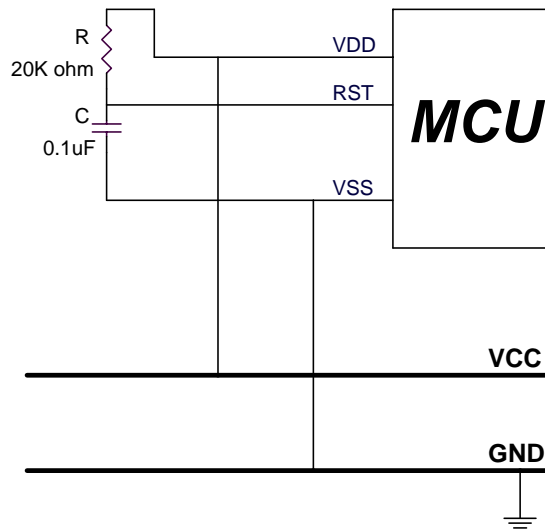 R
20K ohm
C
0.1uF
VDD
RST
VSS
MCU
VCC
GND